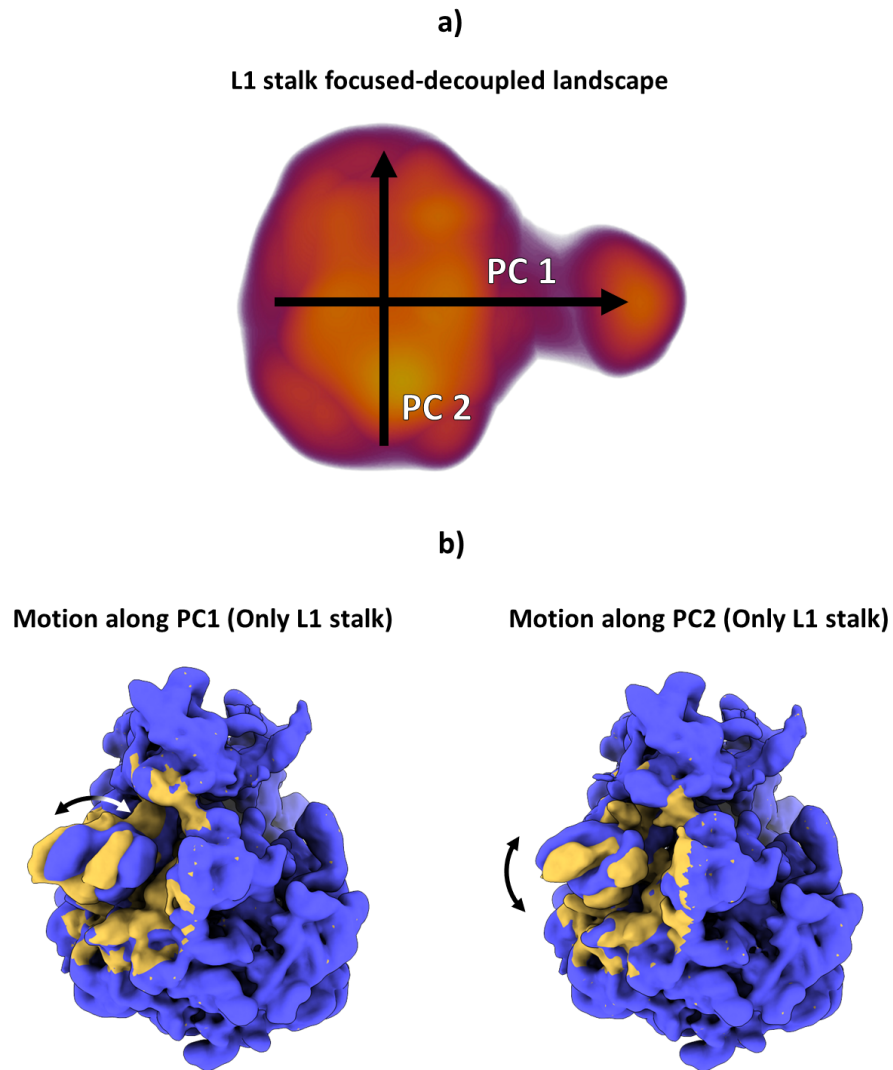 a)
L1 stalk focused-decoupled landscape
PC 1
PC 2
b)
Motion along PC1 (Only L1 stalk)
Motion along PC2 (Only L1 stalk)